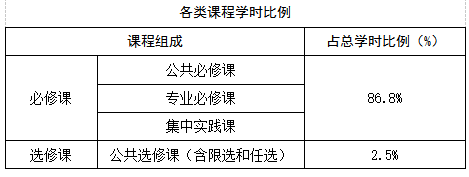 各类课程学时比例
课程组成 占总学时比例（%）
必修课 公共必修课 86.8%
专业必修课
集中实践课
选修课 公共选修课（含限选和任选） 2.5%